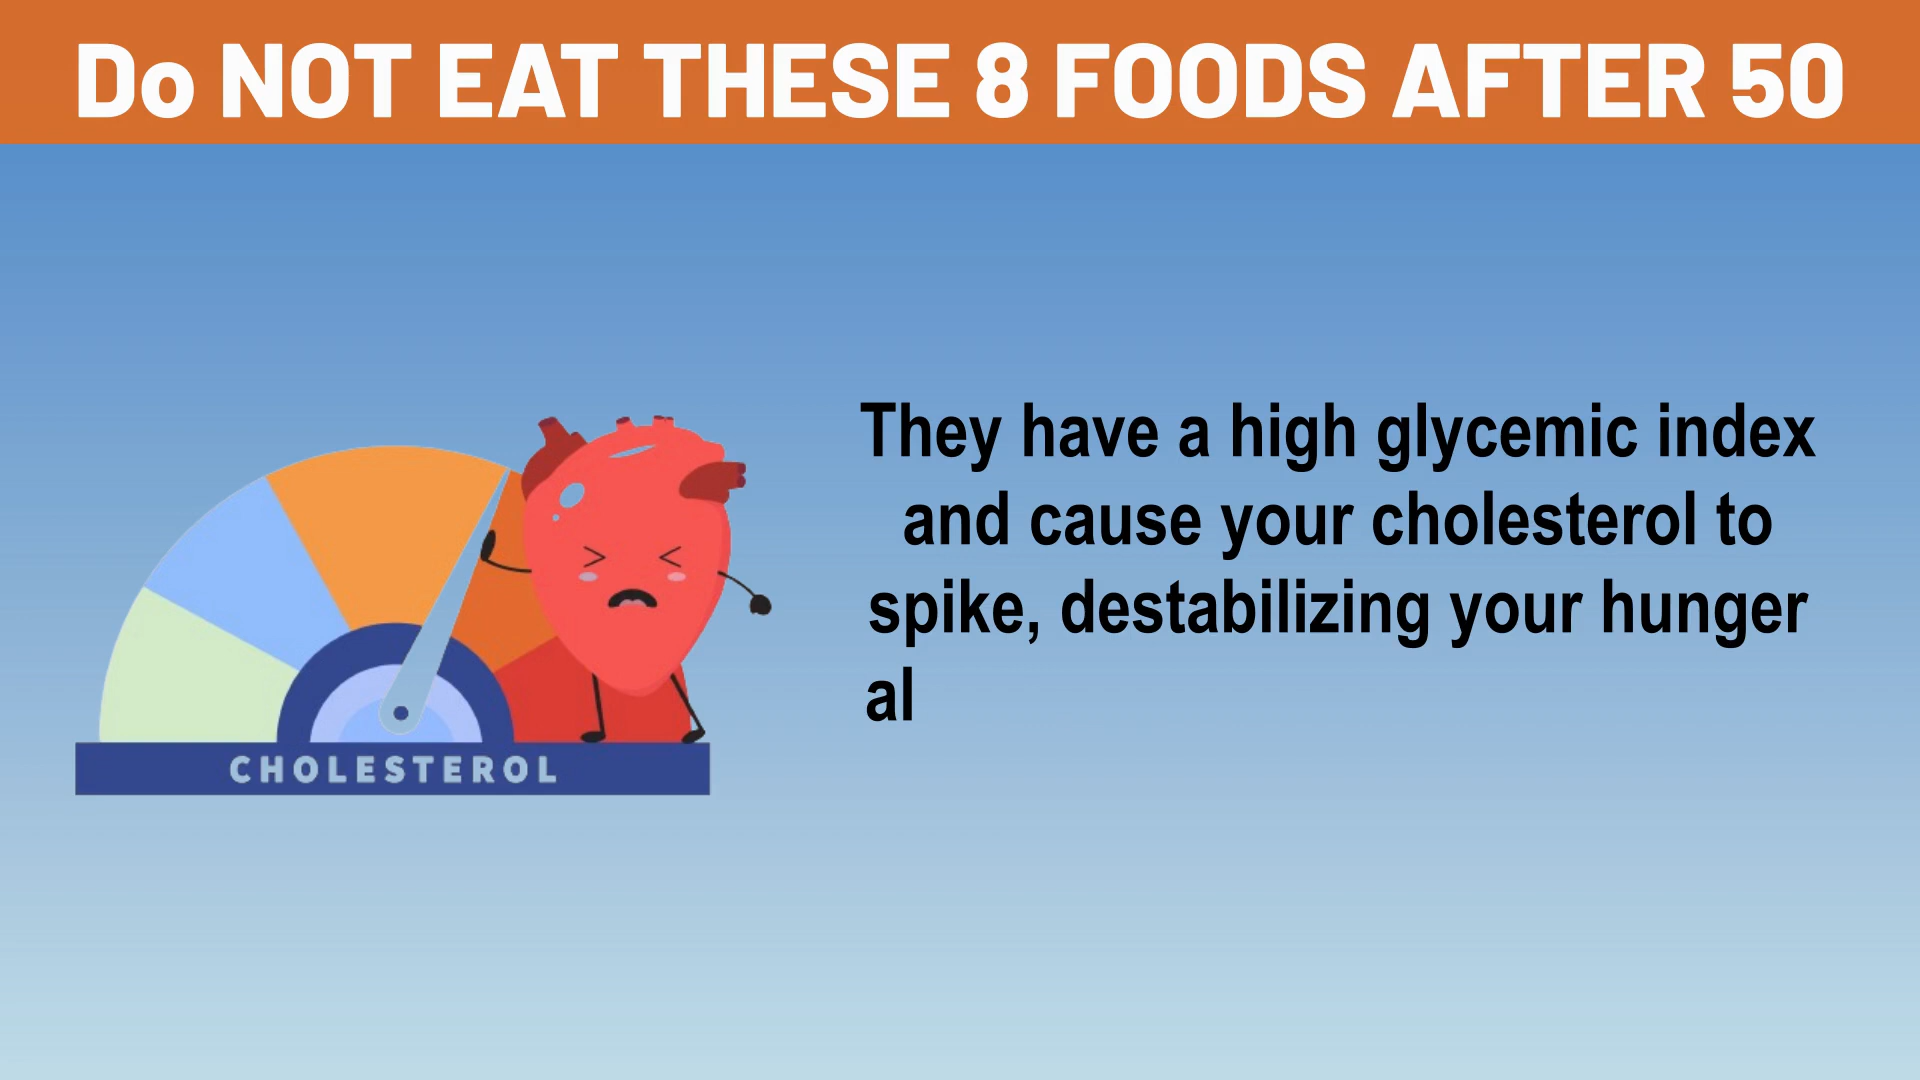 Do NOT EAT THESE 8 FOODS AFTER 50
They have a high glycemic index
and cause your cholesterol to
spike, destabilizing your hunger
al
CHOLESTEROL